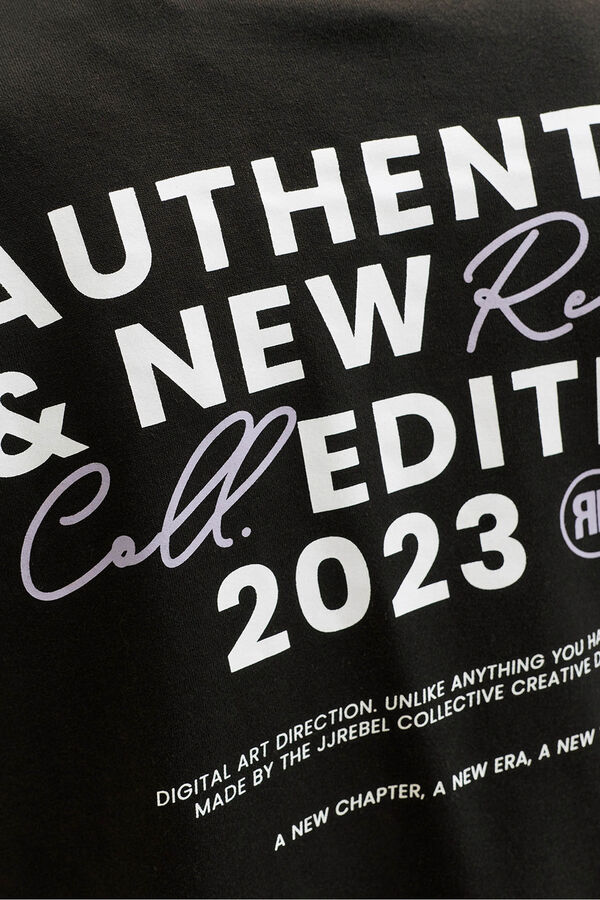 AUTHENT
& NEW Re
Coll. EDITI
2023
DIGITAL ART DIRECTION. UNLIKE ANYTHING YOU HA
MADE BY THE JJREBEL COLLECTIVE CREATIVE D
A NEW CHAPTER, A NEW ERA, A NEW